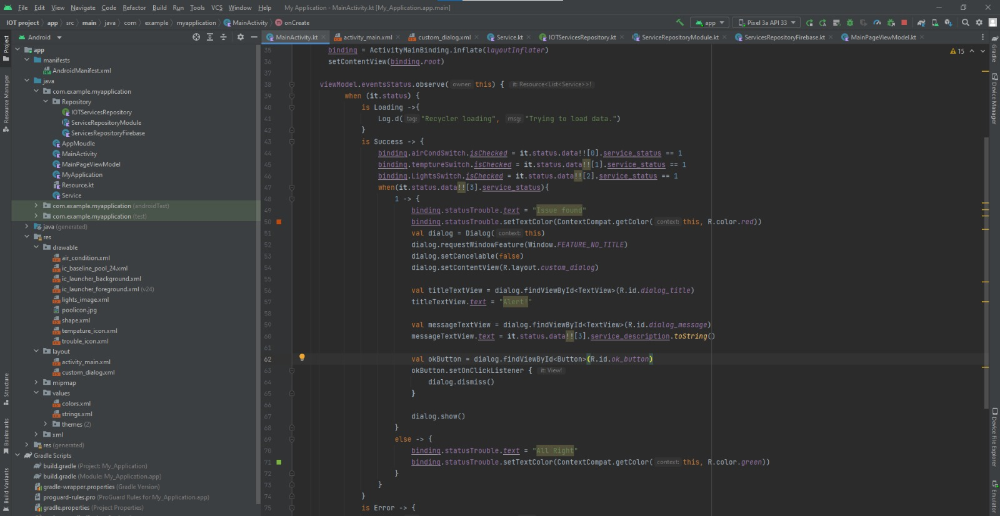 File Edit View Navigate Code Refactor Build Run Tools VCS Window Help My Application - MainActivity.kt [My_Application.app.main]
IOT project app src main java com example myapplication MainActivity onCreate app Pixel 3a API 33
Android MainActivity.kt activity_main.xml custom_dialog.xml Service.kt IOTServicesRepository.kt ServiceRepositoryModule.kt ServicesRepositoryFirebase.kt MainPageViewModel.kt
Project
Resource Manager
Structure
Bookmarks
Build Variants
app
manifests
AndroidManifest.xml
java
com.example.myapplication
Repository
IOTServicesRepository
ServiceRepositoryModule
ServicesRepositoryFirebase
AppMoudle
MainActivity
MainPageViewModel
MyApplication
Resource.kt
Service
com.example.myapplication (androidTest)
com.example.myapplication (test)
java (generated)
res
drawable
air_condition.xml
ic_baseline_pool_24.xml
ic_launcher_background.xml
ic_launcher_foreground.xml (v24)
lights_image.xml
poolicon.jpg
shape.xml
tempature_icon.xml
trouble_icon.xml
layout
activity_main.xml
custom_dialog.xml
mipmap
values
colors.xml
strings.xml
themes (2)
xml
res (generated)
Gradle Scripts
build.gradle (Project: My_Application)
build.gradle (Module: My_Application.app)
gradle-wrapper.properties (Gradle Version)
proguard-rules.pro (ProGuard Rules for My_Application.app)
gradle.properties (Project Properties)
35 binding = ActivityMainBinding.inflate(layoutInflater)
36 setContentView(binding.root)
37
38 viewModel.eventsStatus.observe( owner: this) { it: Resource<List<Service>>!
39 when (it.status) {
40 is Loading ->{
41 Log.d( tag: "Recycler loading", msg: "Trying to load data.")
42 }
43 is Success -> {
44 binding.airCondSwitch.isChecked = it.status.data!![0].service_status == 1
45 binding.temptureSwitch.isChecked = it.status.data!![1].service_status == 1
46 binding.LightsSwitch.isChecked = it.status.data!![2].service_status == 1
47 when(it.status.data!![3].service_status){
48 1 -> {
49 binding.statusTrouble.text = "Issue found"
50 binding.statusTrouble.setTextColor(ContextCompat.getColor( context: this, R.color.red))
51 val dialog = Dialog( context: this)
52 dialog.requestWindowFeature(Window.FEATURE_NO_TITLE)
53 dialog.setCancelable(false)
54 dialog.setContentView(R.layout.custom_dialog)
55
56 val titleTextView = dialog.findViewById<TextView>(R.id.dialog_title)
57 titleTextView.text = "Alert!"
58
59 val messageTextView = dialog.findViewById<TextView>(R.id.dialog_message)
60 messageTextView.text = it.status.data!![3].service_description.toString()
61
62 val okButton = dialog.findViewById<Button>(R.id.ok_button)
63 okButton.setOnClickListener { it: View!
64 dialog.dismiss()
65 }
66
67 dialog.show()
68 }
69 else -> {
70 binding.statusTrouble.text = "All Right"
71 binding.statusTrouble.setTextColor(ContextCompat.getColor( context: this, R.color.green))
72 }
73 }
74 }
75 is Error -> {
15
Gradle
Device Manager
Device File Explorer
Emulator